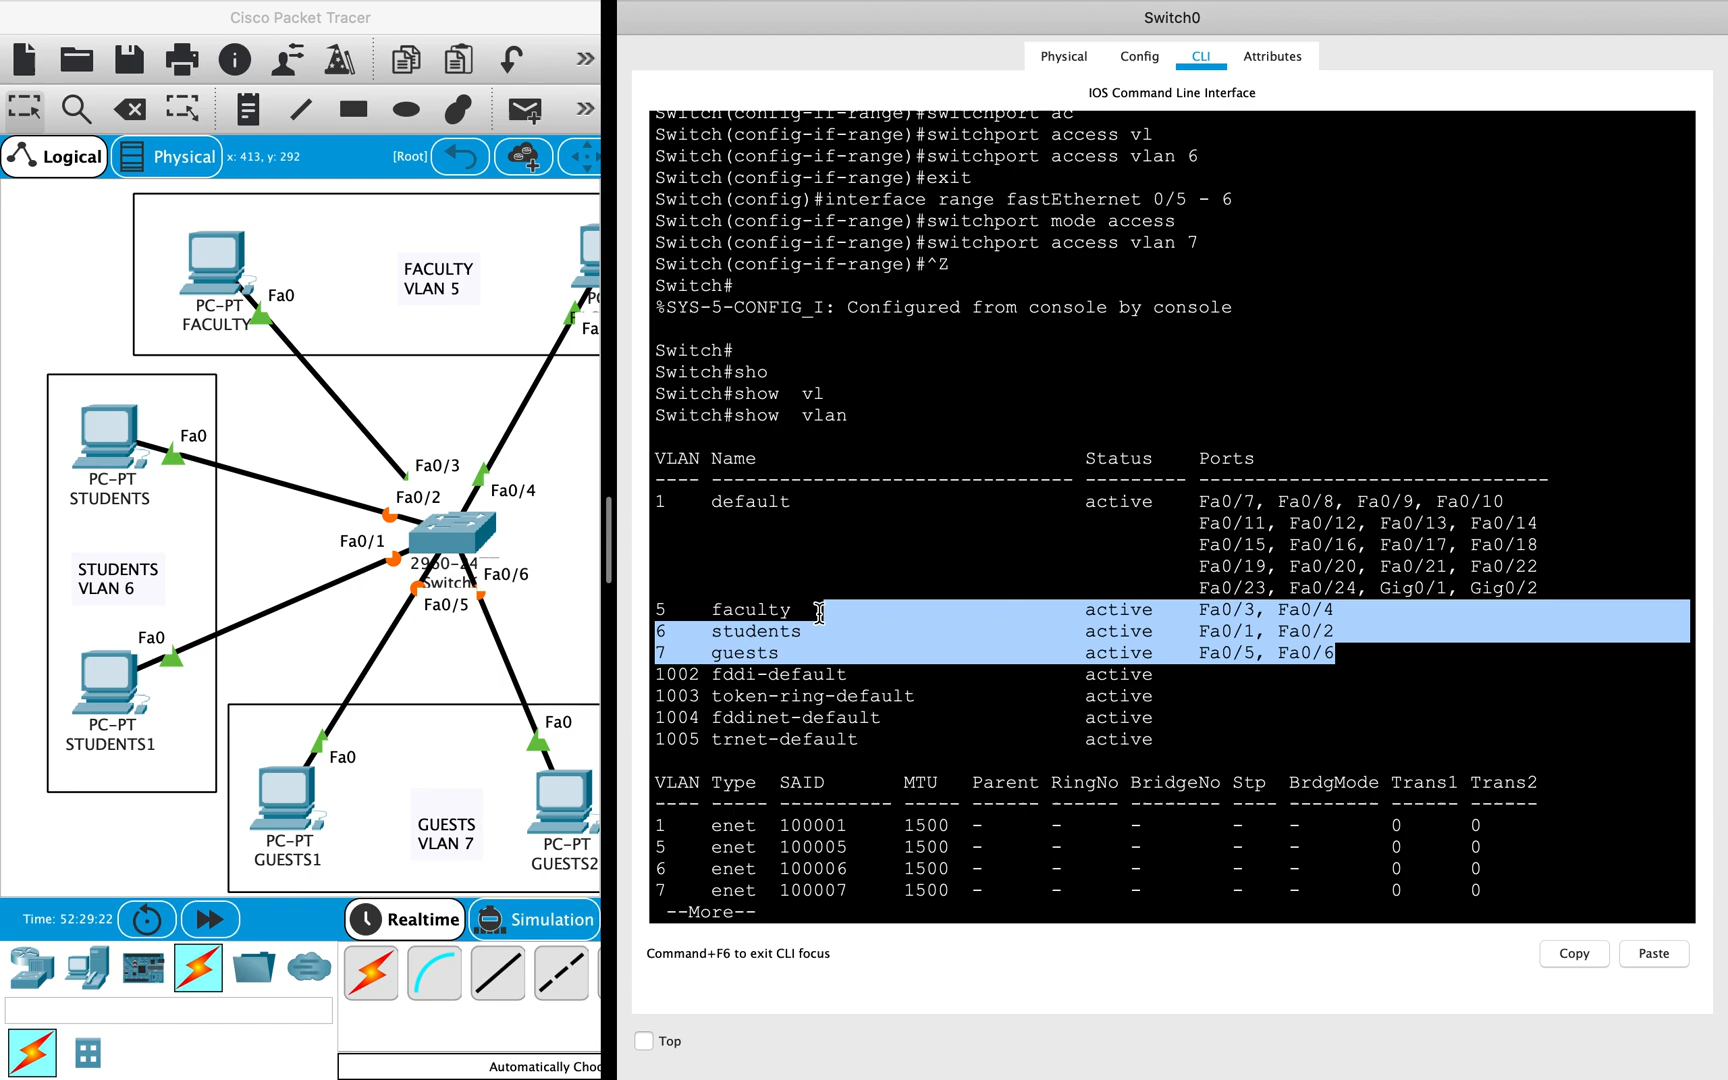 Cisco Packet Tracer
Logical
Physical
x: 413, y: 292
[Root]
FACULTY
VLAN 5
PC-PT
FACULTY
Fa0
Fa0
PC-PT
STUDENTS
STUDENTS
VLAN 6
Fa0
PC-PT
STUDENTS1
Fa0/3
Fa0/2
Fa0/4
Fa0/1
Fa0/6
Fa0/5
Fa0
Fa0
PC-PT
GUESTS1
GUESTS
VLAN 7
PC-PT
GUESTS2
Time: 52:29:22
Realtime
Simulation
Switch0
Physical
Config
CLI
Attributes
IOS Command Line Interface
Switch(config-if-range)#switchport ac
Switch(config-if-range)#switchport access vl
Switch(config-if-range)#switchport access vlan 6
Switch(config-if-range)#exit
Switch(config)#interface range fastEthernet 0/5 - 6
Switch(config-if-range)#switchport mode access
Switch(config-if-range)#switchport access vlan 7
Switch(config-if-range)#^Z
Switch#
%SYS-5-CONFIG_I: Configured from console by console
Switch#
Switch#sho
Switch#show vl
Switch#show vlan
VLAN Name Status Ports
---- -------------------------------- --------- -------------------------------
1 default active Fa0/7, Fa0/8, Fa0/9, Fa0/10
Fa0/11, Fa0/12, Fa0/13, Fa0/14
Fa0/15, Fa0/16, Fa0/17, Fa0/18
Fa0/19, Fa0/20, Fa0/21, Fa0/22
Fa0/23, Fa0/24, Gig0/1, Gig0/2
5 faculty active Fa0/3, Fa0/4
6 students active Fa0/1, Fa0/2
7 guests active Fa0/5, Fa0/6
1002 fddi-default active
1003 token-ring-default active
1004 fddinet-default active
1005 trnet-default active
VLAN Type SAID MTU Parent RingNo BridgeNo Stp BrdgMode Trans1 Trans2
---- ----- ---------- ----- ------ ------ -------- ---- -------- ------ ------
1 enet 100001 1500 - - - - - 0 0
5 enet 100005 1500 - - - - - 0 0
6 enet 100006 1500 - - - - - 0 0
7 enet 100007 1500 - - - - - 0 0
--More--
Command+F6 to exit CLI focus
Copy
Paste
Top